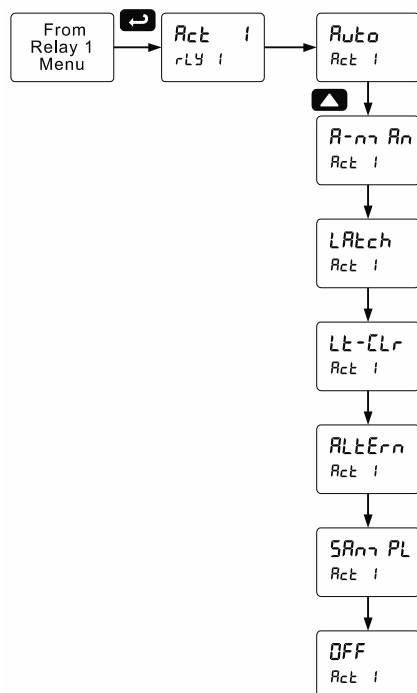 From
Relay 1
Menu
Act 1
rLY 1
Auto
Act 1
A-mAn
Act 1
LAtch
Act 1
Lt-CLr
Act 1
ALtErn
Act 1
SAmPL
Act 1
OFF
Act 1